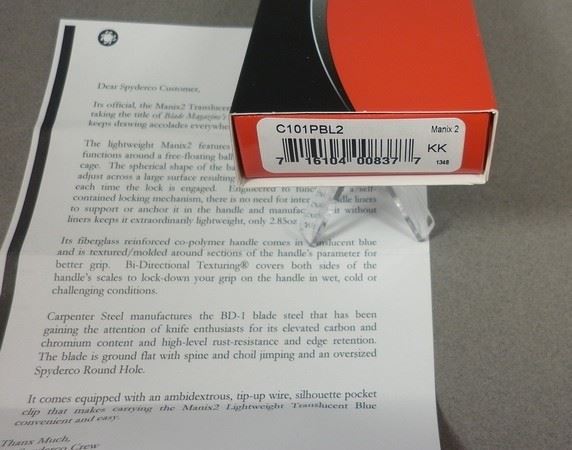 Dear Spyderco Customer,
Its official, the Manix2 Translucent
taking the title of Blade Magazine's
keeps drawing accolades everywhere
The lightweight Manix2 features
functions around a free-floating ball
cage. The spherical shape of the ba
adjust across a large surface resulting
each time the lock is engaged. Engineered to func a self-
contained locking mechanism, there is no need for inter dle liners
to support or anchor it in the handle and manufac it without
liners keeps it extraordinarily lightweight, only 2.85oz
Its fiberglass reinforced co-polymer handle comes in translucent blue
and is textured/molded around sections of the handle's parameter for
better grip. Bi-Directional Texturing® covers both sides of the
handle's scales to lock-down your grip on the handle in wet, cold or
challenging conditions.
Carpenter Steel manufactures the BD-1 blade steel that has been
gaining the attention of knife enthusiasts for its elevated carbon and
chromium content and high-level rust-resistance and edge retention.
The blade is ground flat with spine and choil jimping and an oversized
Spyderco Round Hole.
It comes equipped with an ambidextrous, tip-up wire, silhouette pocket
clip that makes carrying the Manix2 Lightweight Translucent Blue
convenient and easy.
Thanx Much,
Spyderco Crew
C101PBL2
Manix 2
KK
7 16104 00837 7
1348